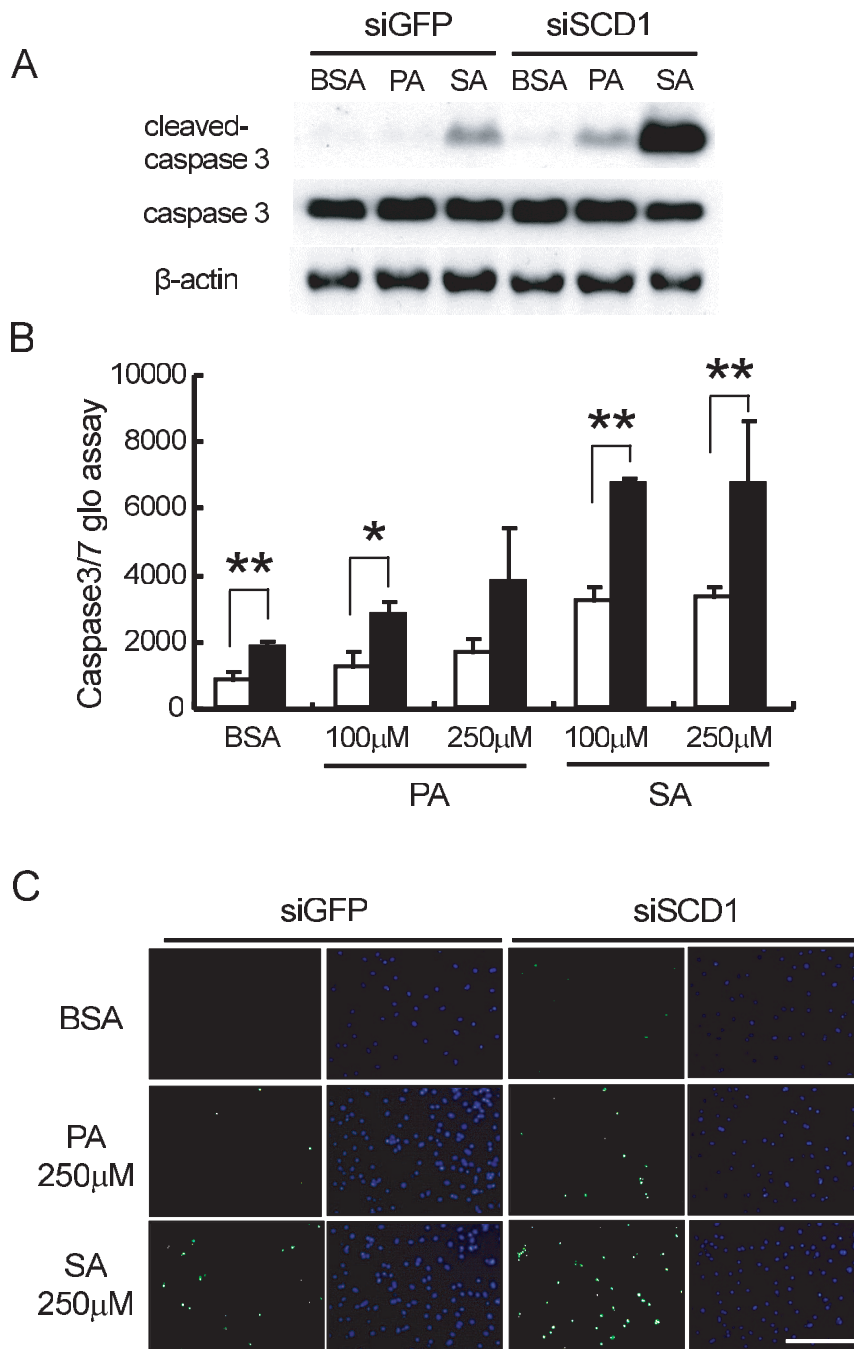 A
siGFP siSCD1
BSA PA SA BSA PA SA
cleaved-
caspase 3
caspase 3
β-actin
B
Caspase3/7 glo assay
10000
8000
6000
4000
2000
0
** * ** **
BSA 100μM 250μM 100μM 250μM
PA SA
C
siGFP siSCD1
BSA
PA
250μM
SA
250μM